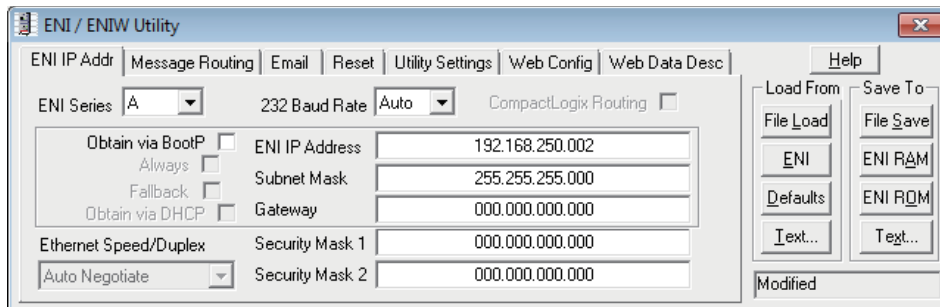 ENI / ENIW Utility
ENI IP Addr Message Routing Email Reset Utility Settings Web Config Web Data Desc Help
ENI Series A 232 Baud Rate Auto CompactLogix Routing
Load From Save To
Obtain via BootP ENI IP Address 192.168.250.002 File Load File Save
Always
Subnet Mask 255.255.255.000 ENI ENI RAM
Fallback
Obtain via DHCP Gateway 000.000.000.000 Defaults ENI ROM
Ethernet Speed/Duplex Security Mask 1 000.000.000.000 Text... Text...
Auto Negotiate Security Mask 2 000.000.000.000 Modified